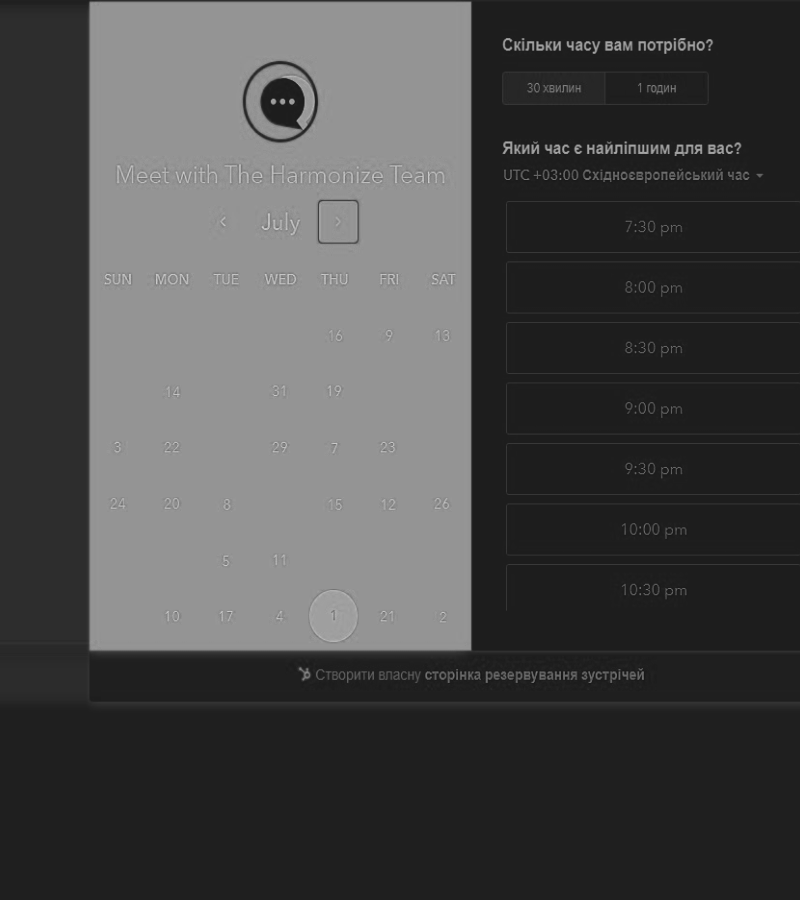 Meet with The Harmonize Team
July
SUN MON TUE WED THU FRI SAT
16 9 13
14 31 19
3 22 29 7 23
24 20 8 15 12 26
5 11
10 17 4 1 21 2
Скільки часу вам потрібно?
30 хвилин 1 годин
Який час є найліпшим для вас?
UTC +03:00 Східноєвропейський час
7:30 pm
8:00 pm
8:30 pm
9:00 pm
9:30 pm
10:00 pm
10:30 pm
Створити власну сторінка резервування зустрічей